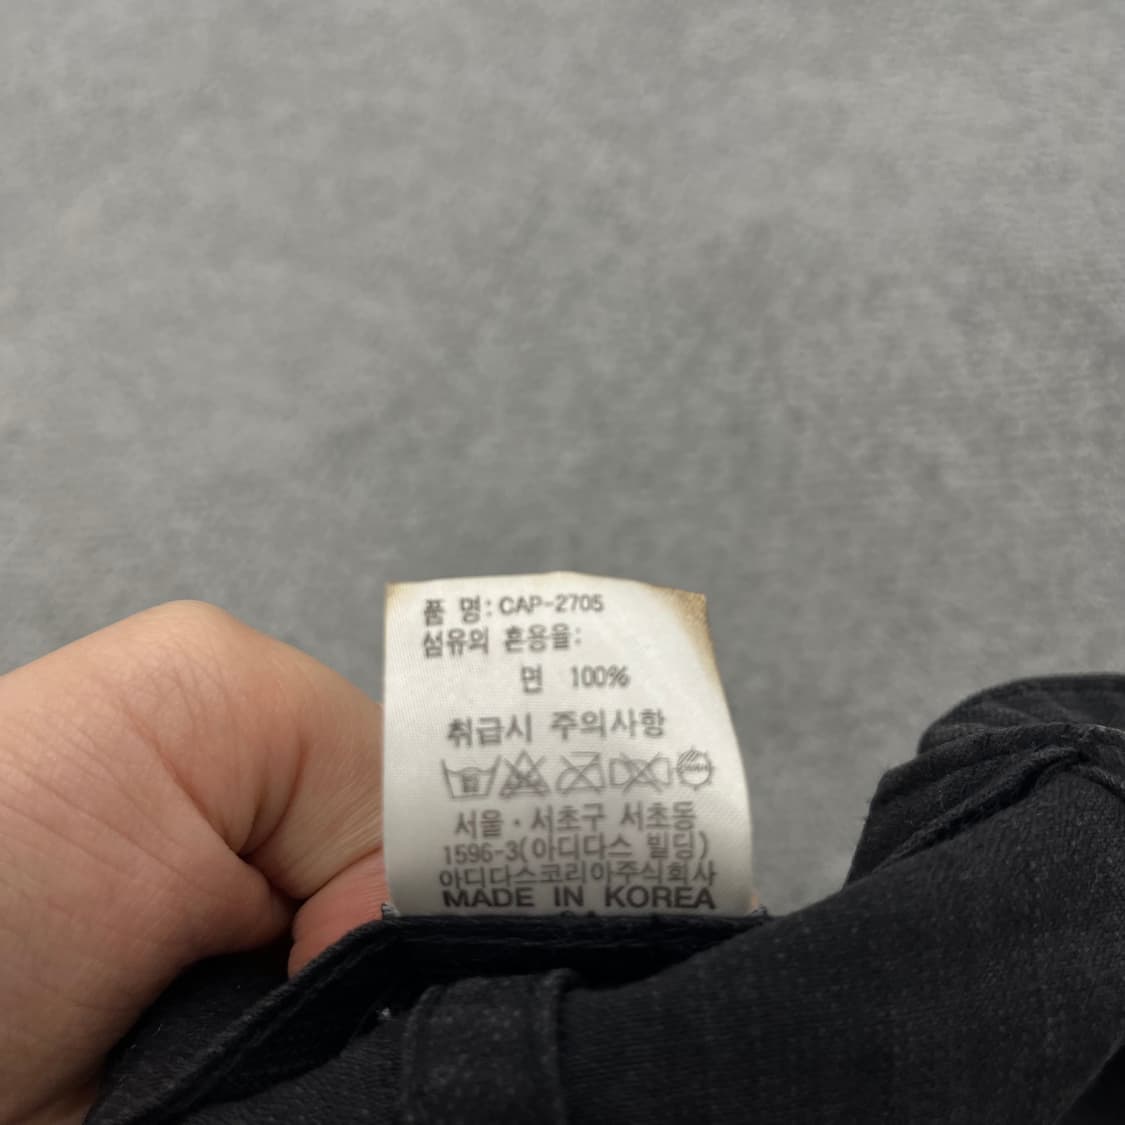 품 명: CAP-2705
섬유의 혼용율:
면 100%
취급시 주의사항
서울·서초구 서초동
1596-3(아디다스 빌딩)
아디다스코리아주식회사
MADE IN KOREA